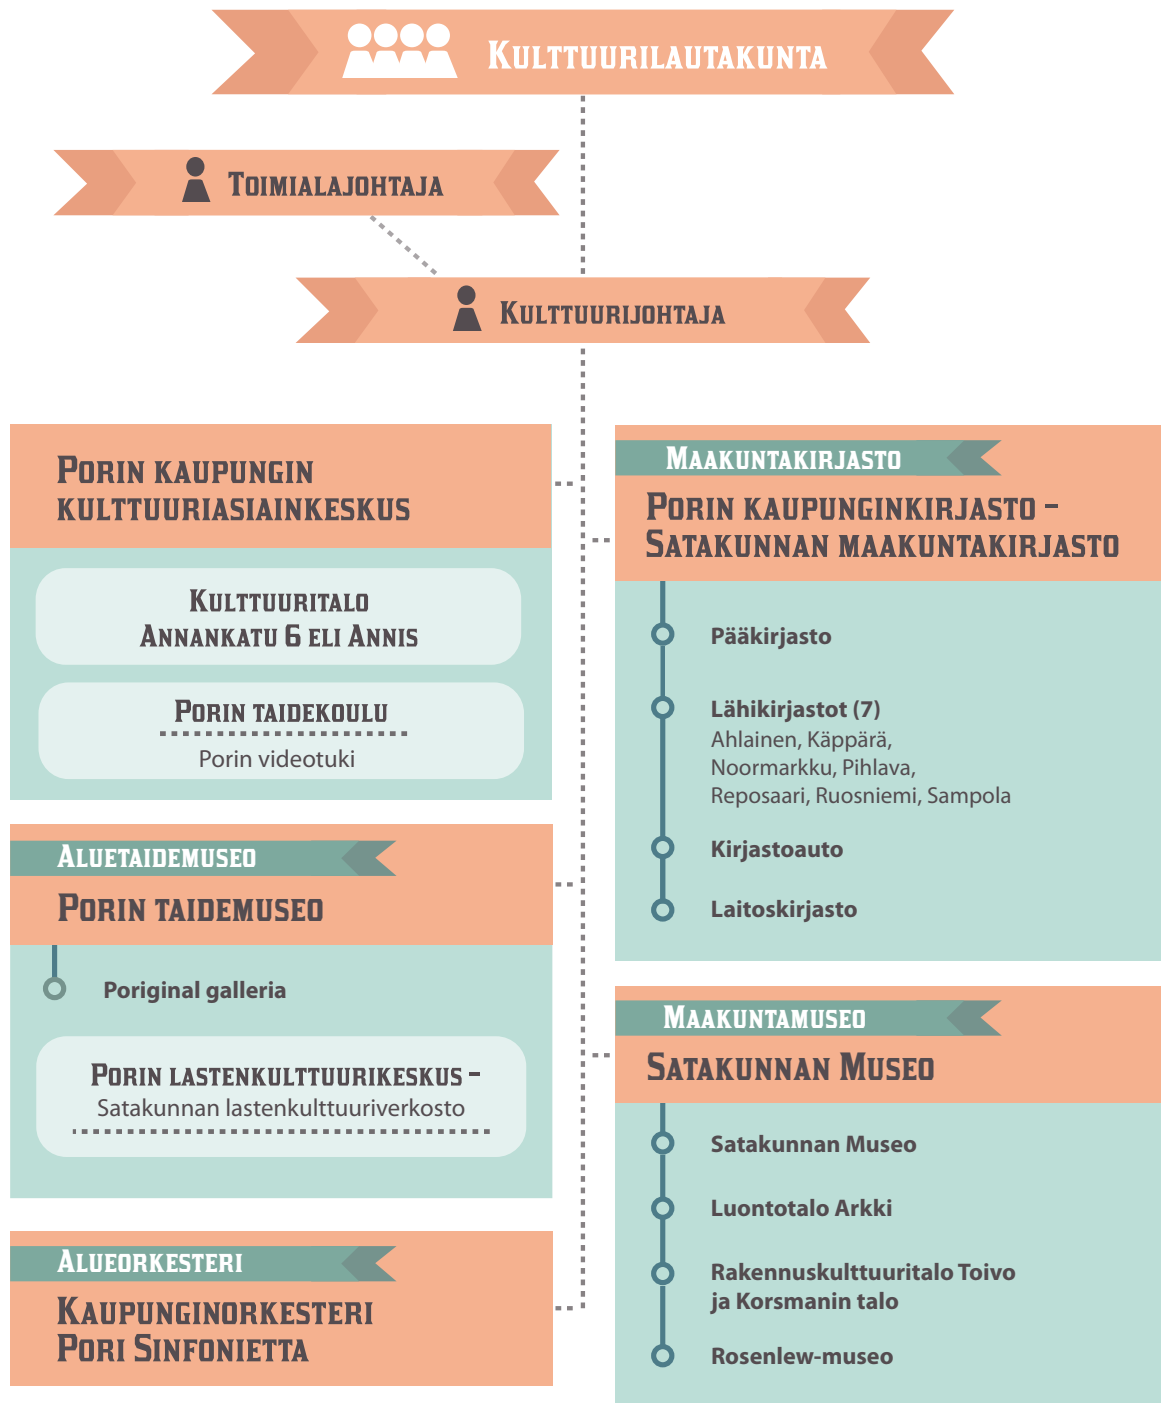 Kulttuurilautakunta
Toimialajohtaja
Kulttuurijohtaja
Porin kaupungin
kulttuuriasiainkeskus
Kulttuuritalo
Annankatu 6 eli Annis
Porin taidekoulu
Porin videotuki
Aluetaidemuseo
Porin taidemuseo
Poriginal galleria
Porin lastenkulttuurikeskus –
Satakunnan lastenkulttuuriverkosto
Alueorkesteri
Kaupunginorkesteri
Pori Sinfonietta
Maakuntakirjasto
Porin kaupunginkirjasto –
Satakunnan maakuntakirjasto
Pääkirjasto
Lähikirjastot (7)
Ahlainen, Käppärä,
Noormarkku, Pihlava,
Reposaari, Ruosniemi, Sampola
Kirjastoauto
Laitoskirjasto
Maakuntamuseo
Satakunnan Museo
Satakunnan Museo
Luontotalo Arkki
Rakennuskulttuuritalo Toivo
ja Korsmanin talo
Rosenlew-museo